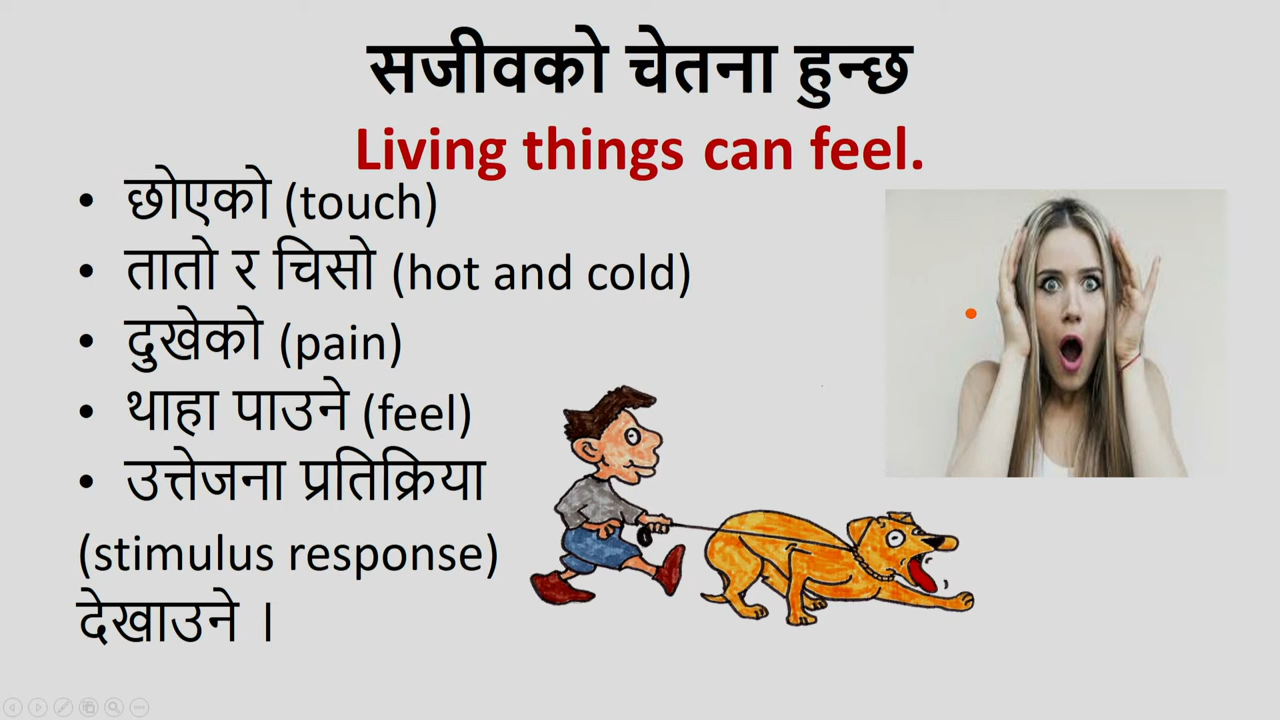 सजीवको चेतना हुन्छ
Living things can feel.
• छोएको (touch)
• तातो र चिसो (hot and cold)
• दुखेको (pain)
• थाहा पाउने (feel)
• उत्तेजना प्रतिक्रिया
(stimulus response)
देखाउने ।